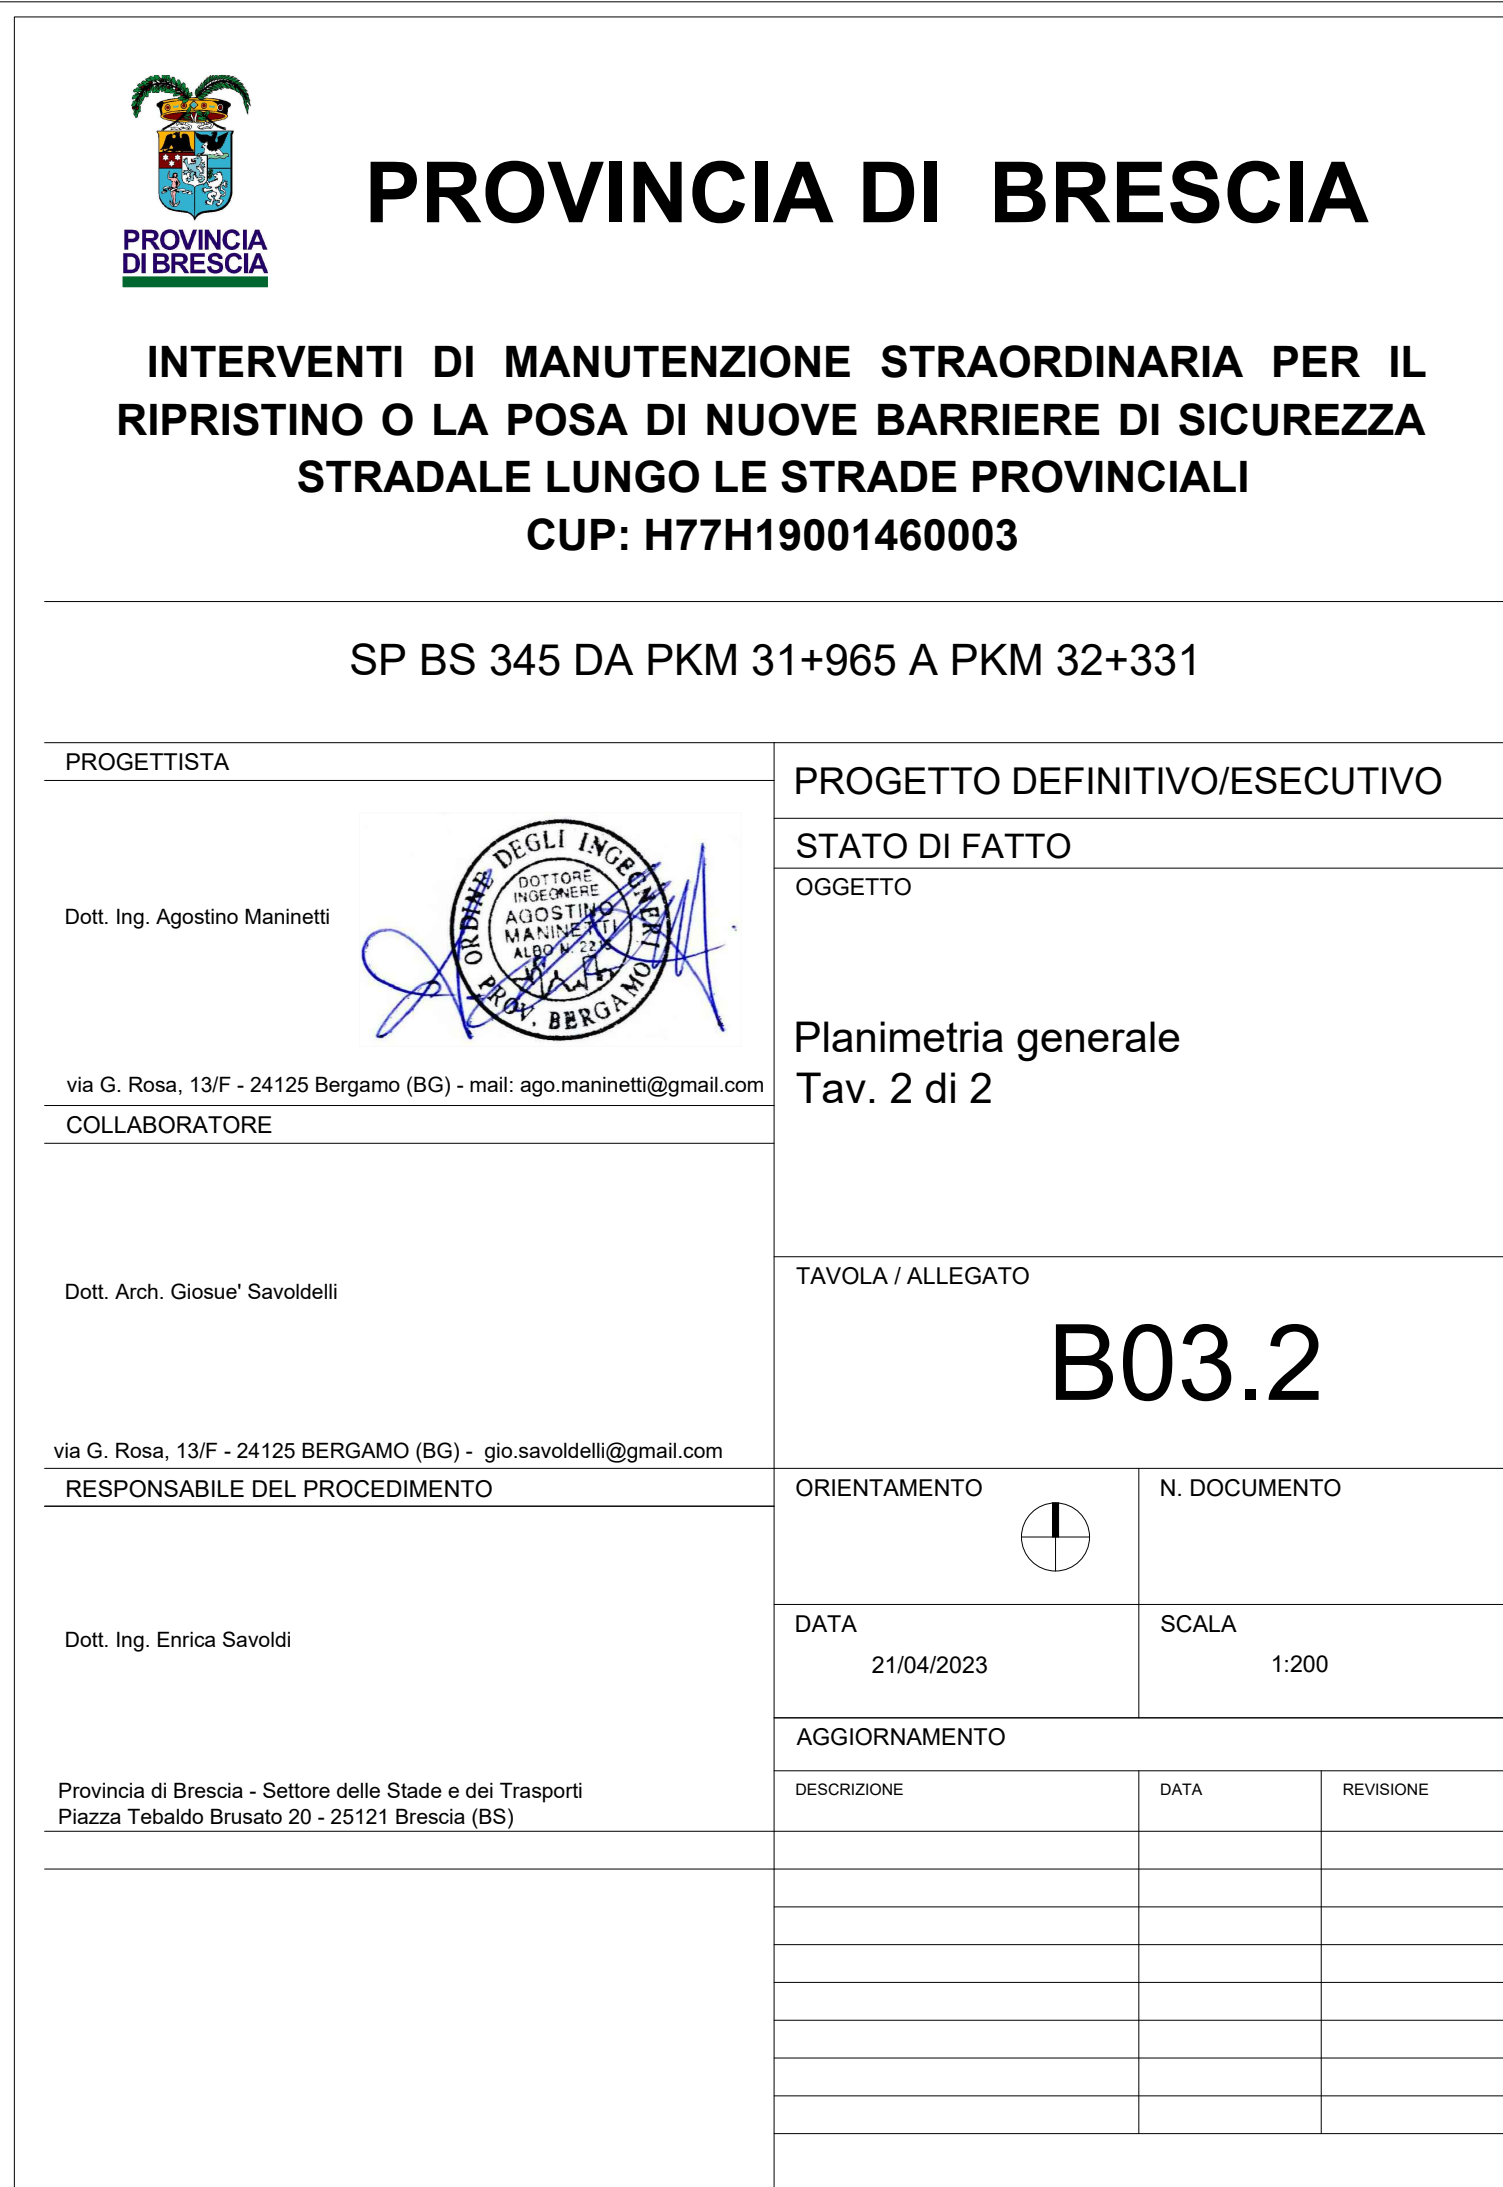 PROVINCIA
DI BRESCIA
PROVINCIA DI BRESCIA
INTERVENTI DI MANUTENZIONE STRAORDINARIA PER IL
RIPRISTINO O LA POSA DI NUOVE BARRIERE DI SICUREZZA
STRADALE LUNGO LE STRADE PROVINCIALI
CUP: H77H19001460003
SP BS 345 DA PKM 31+965 A PKM 32+331
PROGETTISTA
Dott. Ing. Agostino Maninetti
ORDINE DEGLI INGEGNERI
PROV. BERGAMO
DOTTORE
INGEGNERE
AGOSTINO
MANINETTI
ALBO N.
via G. Rosa, 13/F - 24125 Bergamo (BG) - mail: ago.maninetti@gmail.com
COLLABORATORE
Dott. Arch. Giosue' Savoldelli
via G. Rosa, 13/F - 24125 BERGAMO (BG) - gio.savoldelli@gmail.com
RESPONSABILE DEL PROCEDIMENTO
Dott. Ing. Enrica Savoldi
Provincia di Brescia - Settore delle Stade e dei Trasporti
Piazza Tebaldo Brusato 20 - 25121 Brescia (BS)
PROGETTO DEFINITIVO/ESECUTIVO
STATO DI FATTO
OGGETTO
Planimetria generale
Tav. 2 di 2
TAVOLA / ALLEGATO
B03.2
ORIENTAMENTO
N. DOCUMENTO
DATA
21/04/2023
SCALA
1:200
AGGIORNAMENTO
DESCRIZIONE
DATA
REVISIONE